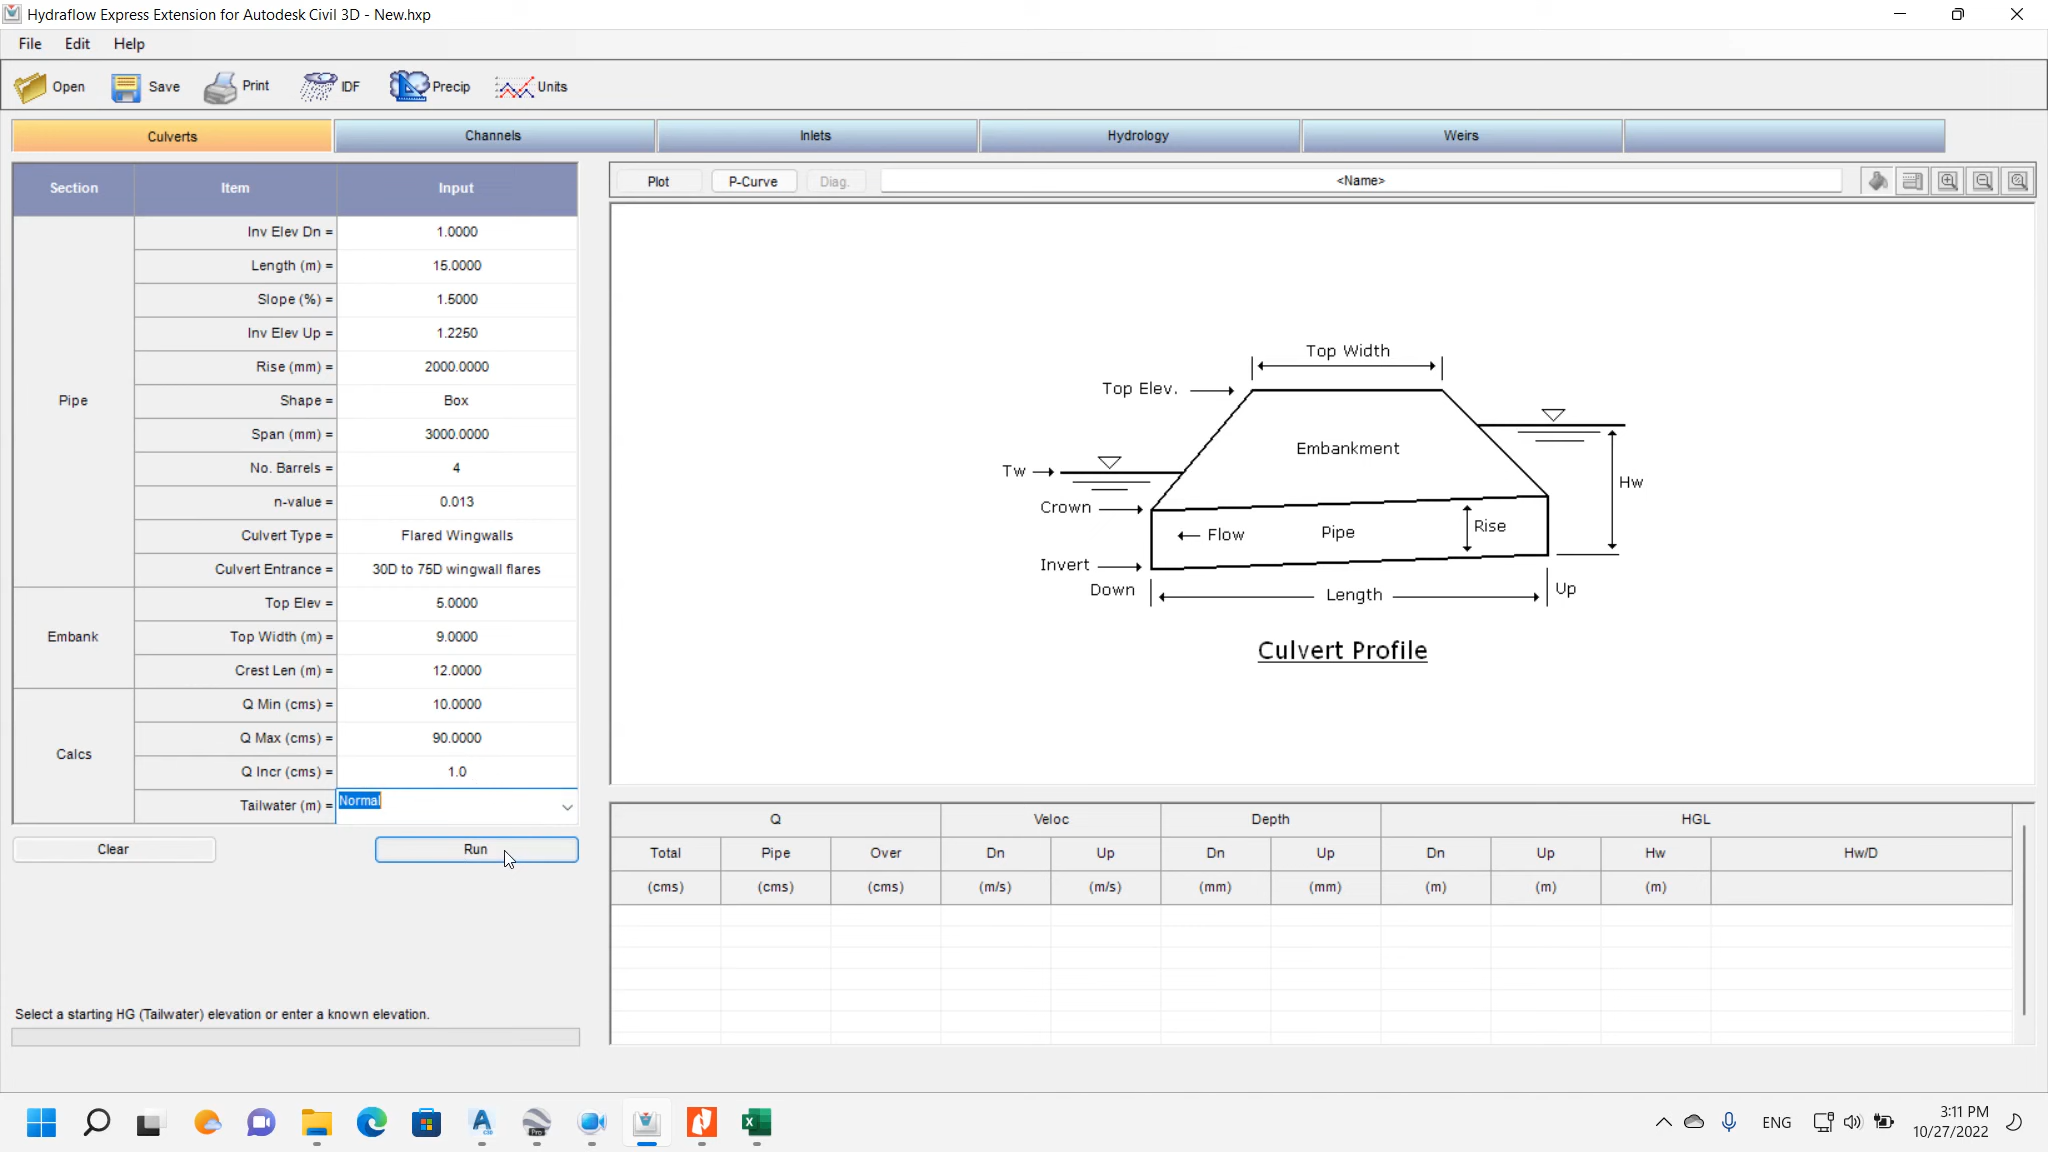 Hydraflow Express Extension for Autodesk Civil 3D - New.hxp
File Edit Help
Open Save Print IDF Precip Units
Culverts Channels Inlets Hydrology Weirs
Section Item Input
Plot P-Curve Diag. <Name>
Pipe
Inv Elev Dn = 1.0000
Length (m) = 15.0000
Slope (%) = 1.5000
Inv Elev Up = 1.2250
Rise (mm) = 2000.0000
Shape = Box
Span (mm) = 3000.0000
No. Barrels = 4
n-value = 0.013
Culvert Type = Flared Wingwalls
Culvert Entrance = 30D to 75D wingwall flares
Embank
Top Elev = 5.0000
Top Width (m) = 9.0000
Crest Len (m) = 12.0000
Calcs
Q Min (cms) = 10.0000
Q Max (cms) = 90.0000
Q Incr (cms) = 1.0
Tailwater (m) = Normal
Clear Run
Select a starting HG (Tailwater) elevation or enter a known elevation.
Top Width
Top Elev.
Embankment
Tw
Hw
Crown
Flow Pipe Rise
Invert
Down Length Up
Culvert Profile
Q Veloc Depth HGL
Total Pipe Over Dn Up Dn Up Dn Up Hw Hw/D
(cms) (cms) (cms) (m/s) (m/s) (mm) (mm) (m) (m) (m)
Pro
ENG
3:11 PM
10/27/2022